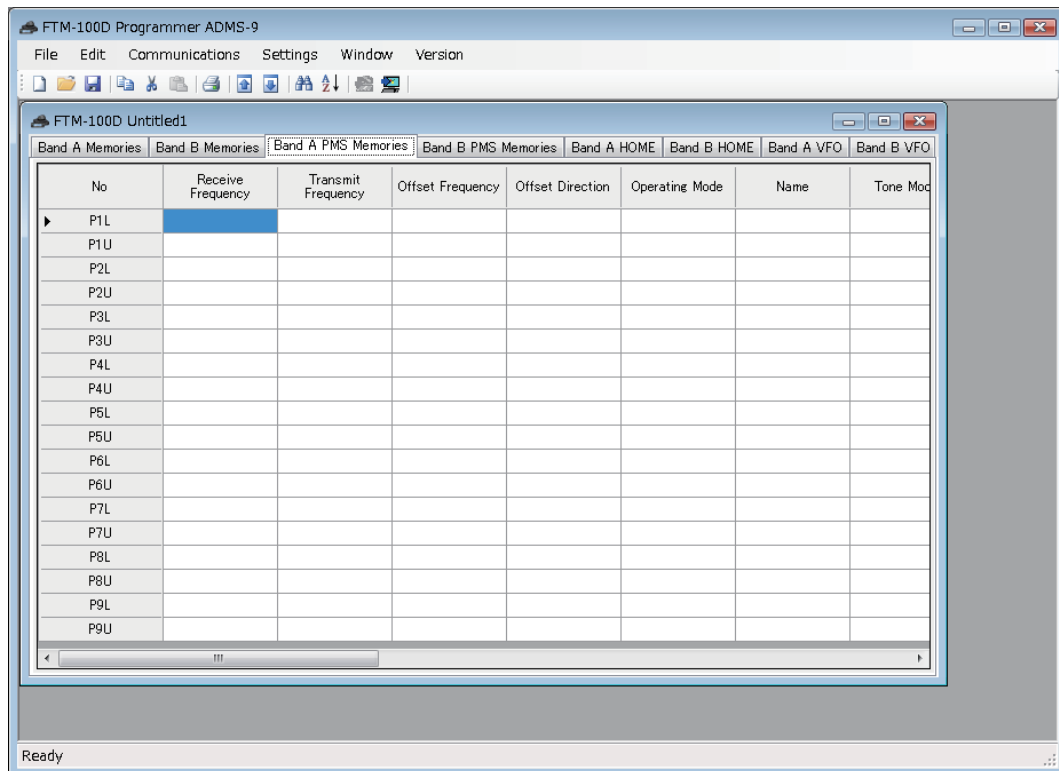 FTM-100D Programmer ADMS-9
File Edit Communications Settings Window Version
FTM-100D Untitled1
Band A Memories Band B Memories Band A PMS Memories Band B PMS Memories Band A HOME Band B HOME Band A VFO Band B VFO
No Receive Frequency Transmit Frequency Offset Frequency Offset Direction Operating Mode Name Tone Mod
P1L
P1U
P2L
P2U
P3L
P3U
P4L
P4U
P5L
P5U
P6L
P6U
P7L
P7U
P8L
P8U
P9L
P9U
Ready